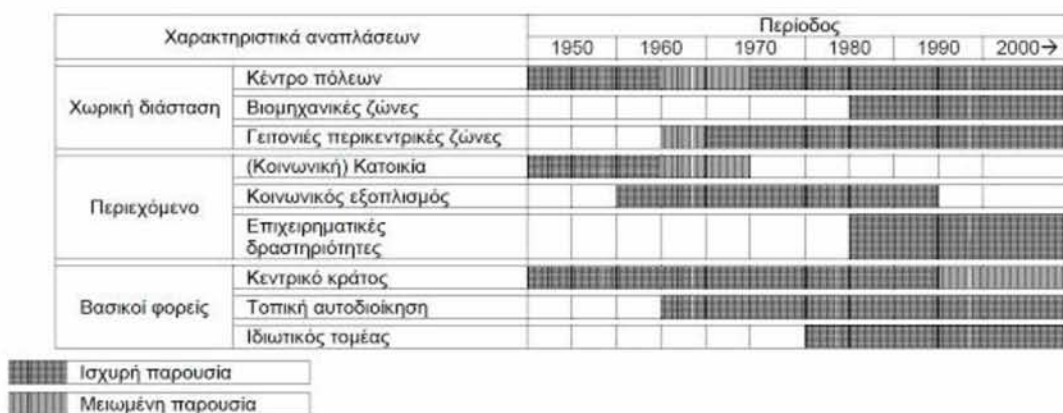 Χαρακτηριστικά αναπλάσεων
Περίοδος
1950 1960 1970 1980 1990 2000→
Χωρική διάσταση
Κέντρο πόλεων
Βιομηχανικές ζώνες
Γειτονιές περικεντρικές ζώνες
Περιεχόμενο
(Κοινωνική) Κατοικία
Κοινωνικός εξοπλισμός
Επιχειρηματικές
δραστηριότητες
Βασικοί φορείς
Κεντρικό κράτος
Τοπική αυτοδιοίκηση
Ιδιωτικός τομέας
Ισχυρή παρουσία
Μειωμένη παρουσία